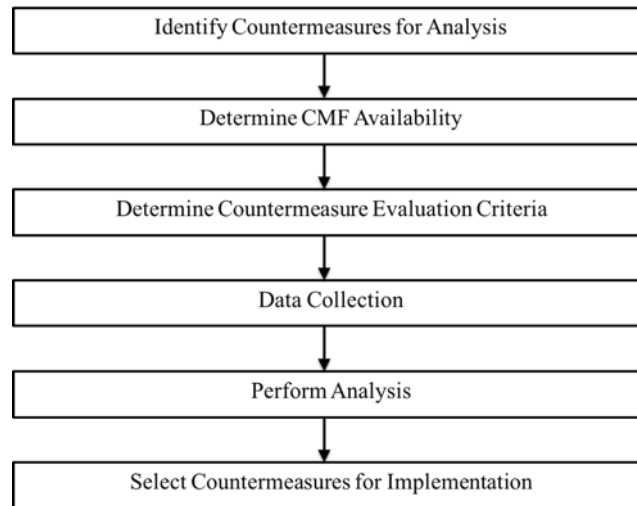 Identify Countermeasures for Analysis
Determine CMF Availability
Determine Countermeasure Evaluation Criteria
Data Collection
Perform Analysis
Select Countermeasures for Implementation